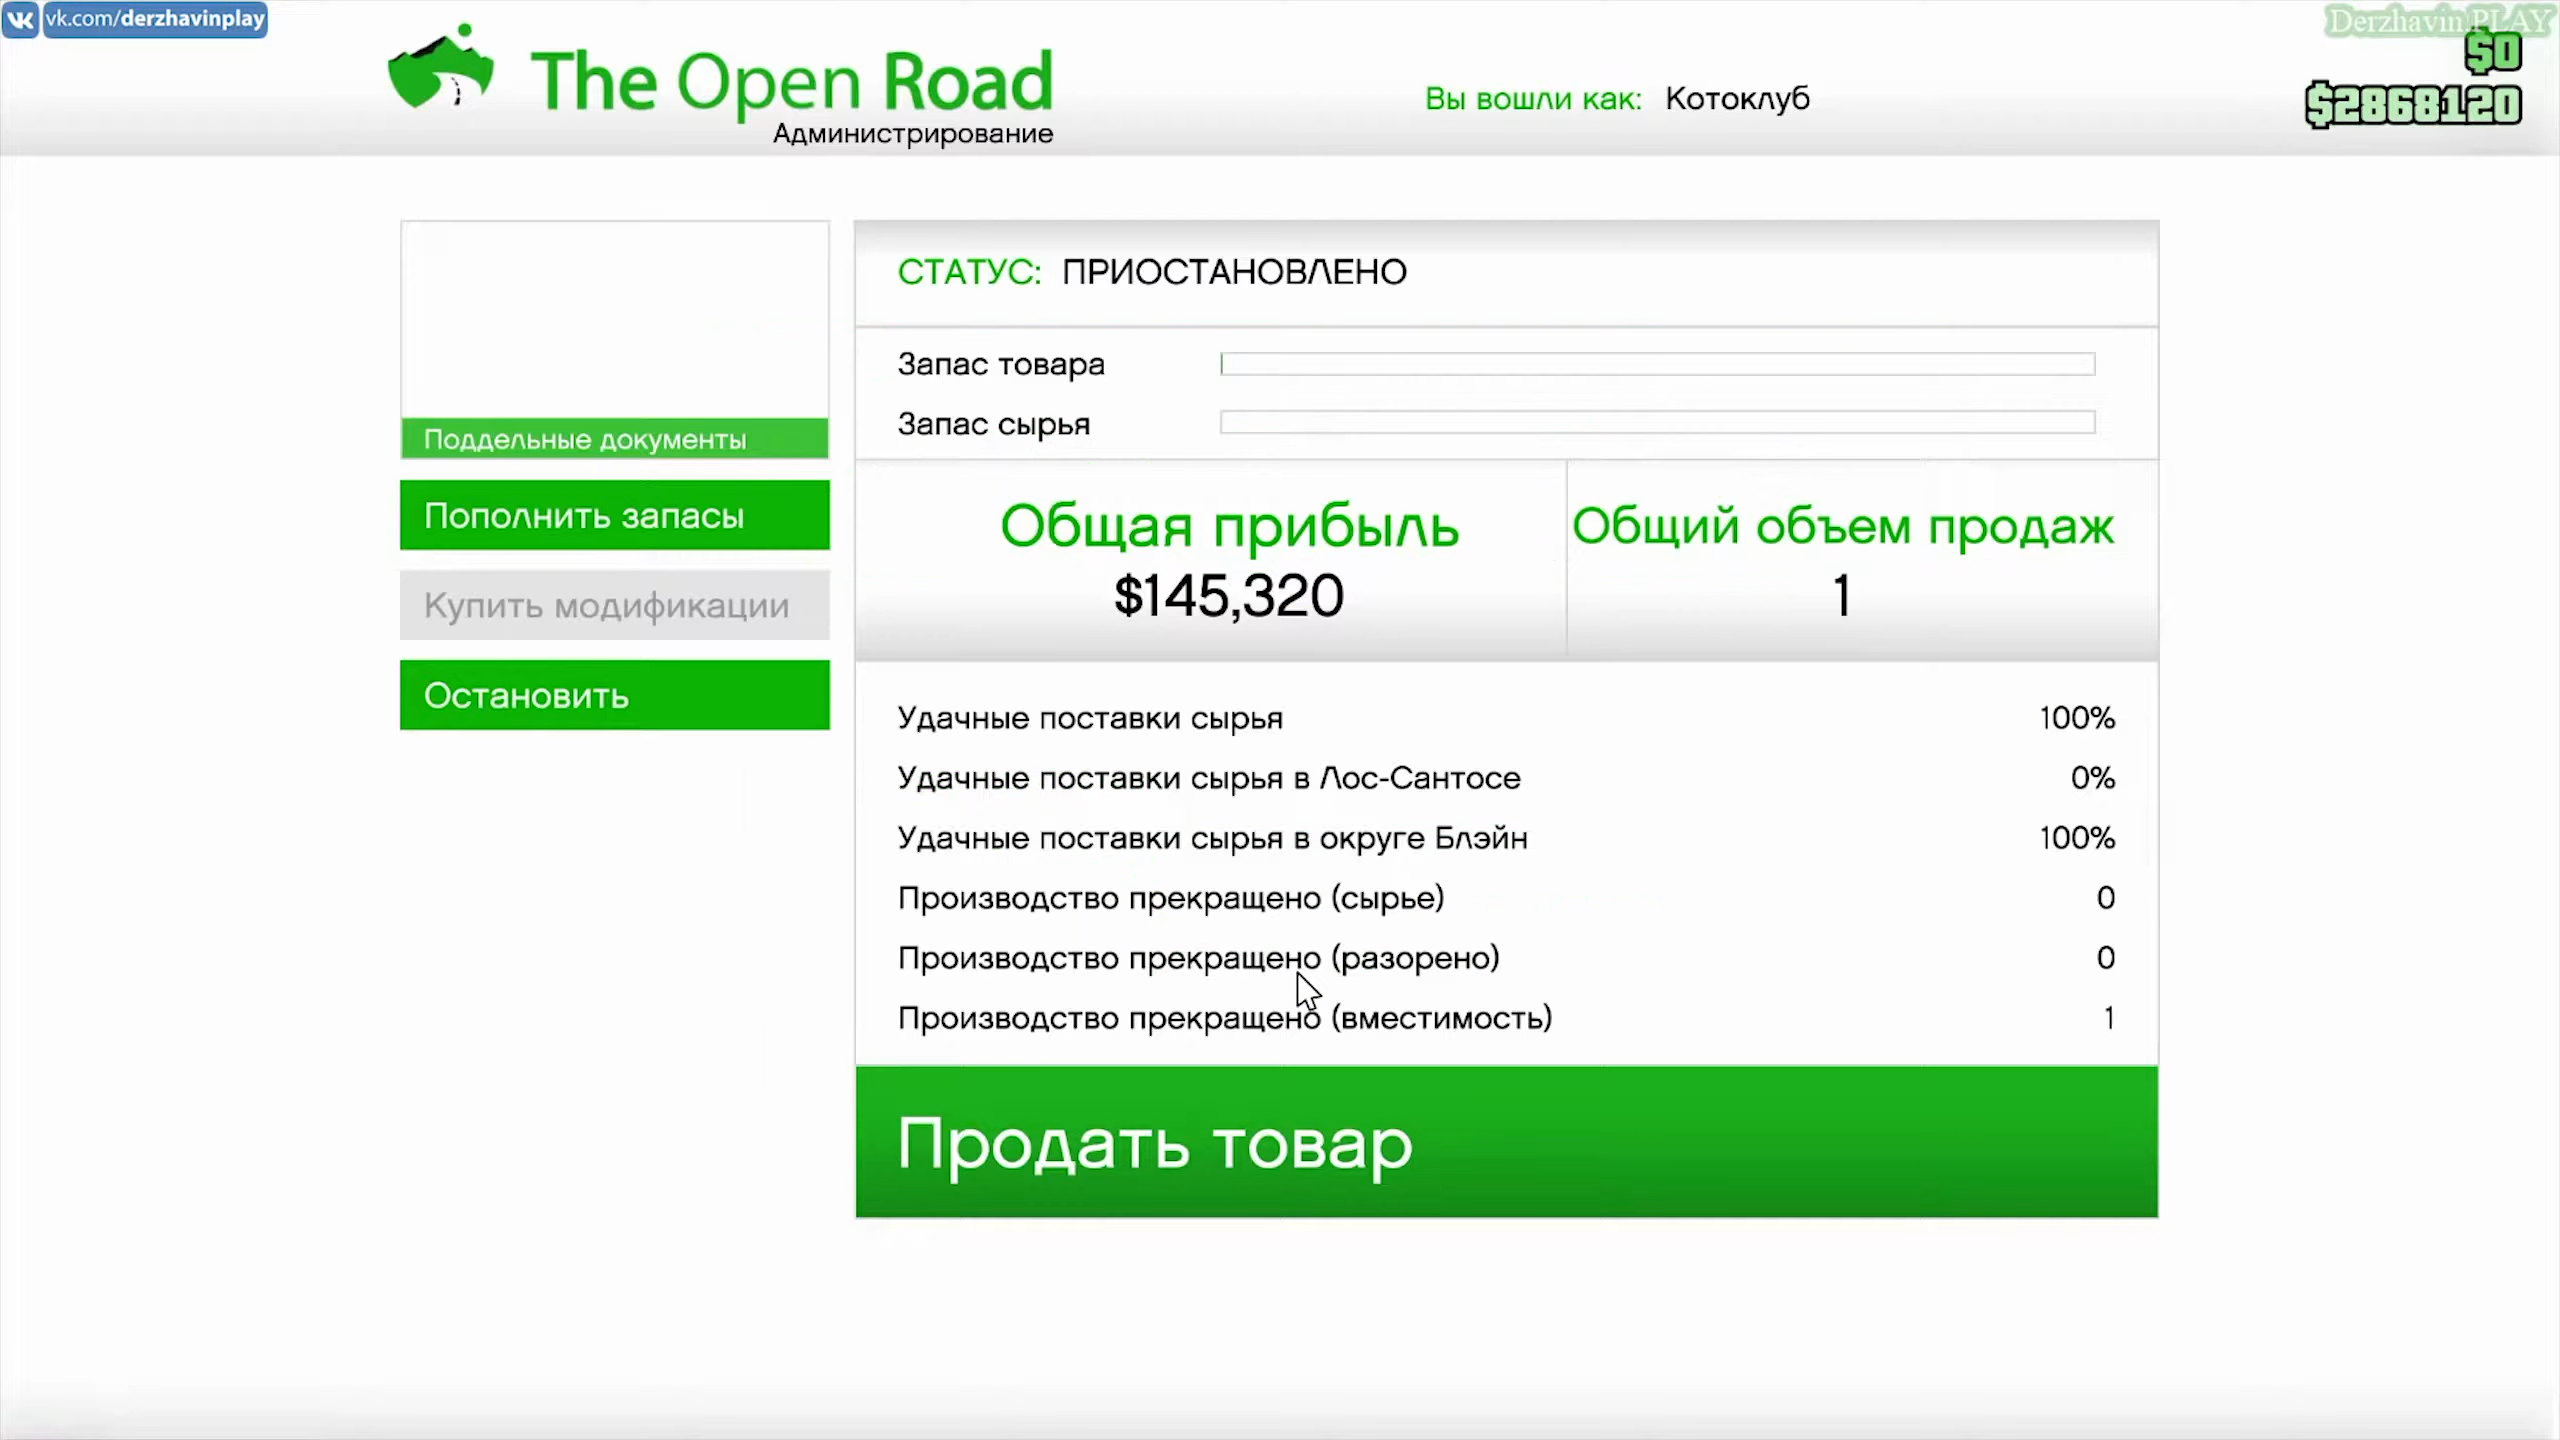 vk.com/derzhavinplay
Derzhavin PLAY
The Open Road
Администрирование
Вы вошли как: Котоклуб
$0
$2868120
Поддельные документы
Пополнить запасы
Купить модификации
Остановить
СТАТУС: ПРИОСТАНОВЛЕНО
Запас товара
Запас сырья
Общая прибыль
$145,320
Общий объем продаж
1
Удачные поставки сырья 100%
Удачные поставки сырья в Лос-Сантосе 0%
Удачные поставки сырья в округе Блэйн 100%
Производство прекращено (сырье) 0
Производство прекращено (разорено) 0
Производство прекращено (вместимость) 1
Продать товар